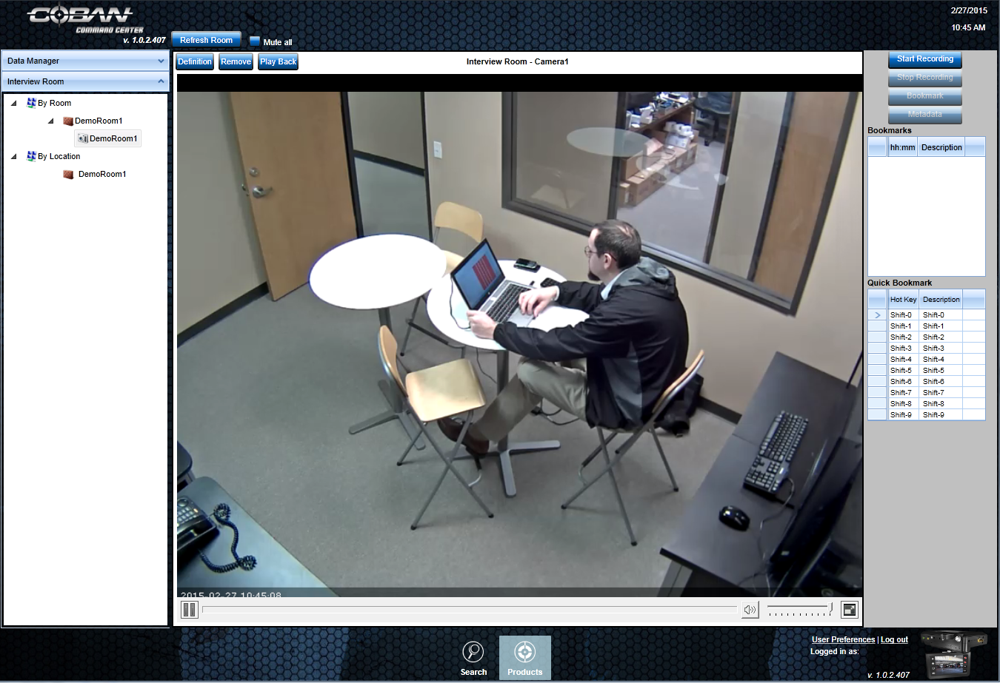 COBAN
COMMAND CENTER
v. 1.0.2.407
Refresh Room
Mute all
2/27/2015
10:45 AM
Data Manager
Interview Room
By Room
DemoRoom1
DemoRoom1
By Location
DemoRoom1
Definition Remove Play Back
Interview Room - Camera1
2015-02-27 10:45:08
Start Recording
Stop Recording
Bookmark
Metadata
Bookmarks
hh:mm Description
Quick Bookmark
Hot Key Description
> Shift-0 Shift-0
Shift-1 Shift-1
Shift-2 Shift-2
Shift-3 Shift-3
Shift-4 Shift-4
Shift-5 Shift-5
Shift-6 Shift-6
Shift-7 Shift-7
Shift-8 Shift-8
Shift-9 Shift-9
Search
Products
User Preferences | Log out
Logged in as:
v. 1.0.2.407